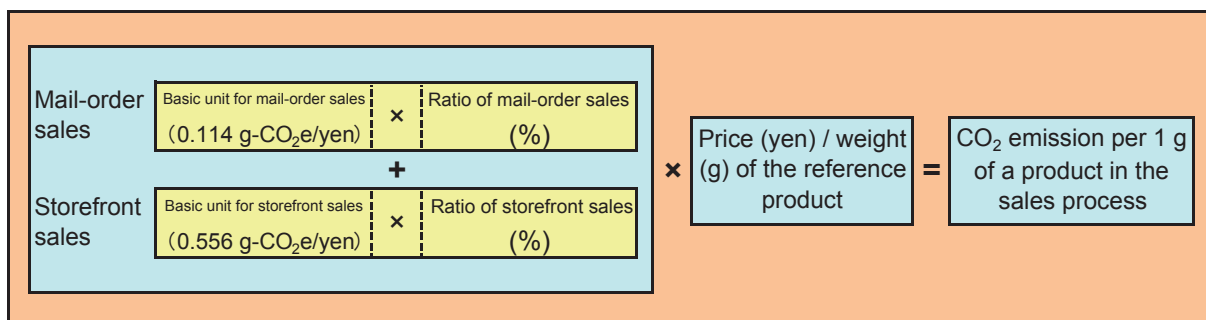 Mail-order
sales
Basic unit for mail-order sales
（0.114 g-CO₂e/yen）
×
Ratio of mail-order sales
(%)
+
Storefront
sales
Basic unit for storefront sales
（0.556 g-CO₂e/yen）
×
Ratio of storefront sales
(%)
×
Price (yen) / weight
(g) of the reference
product
=
CO₂ emission per 1 g
of a product in the
sales process